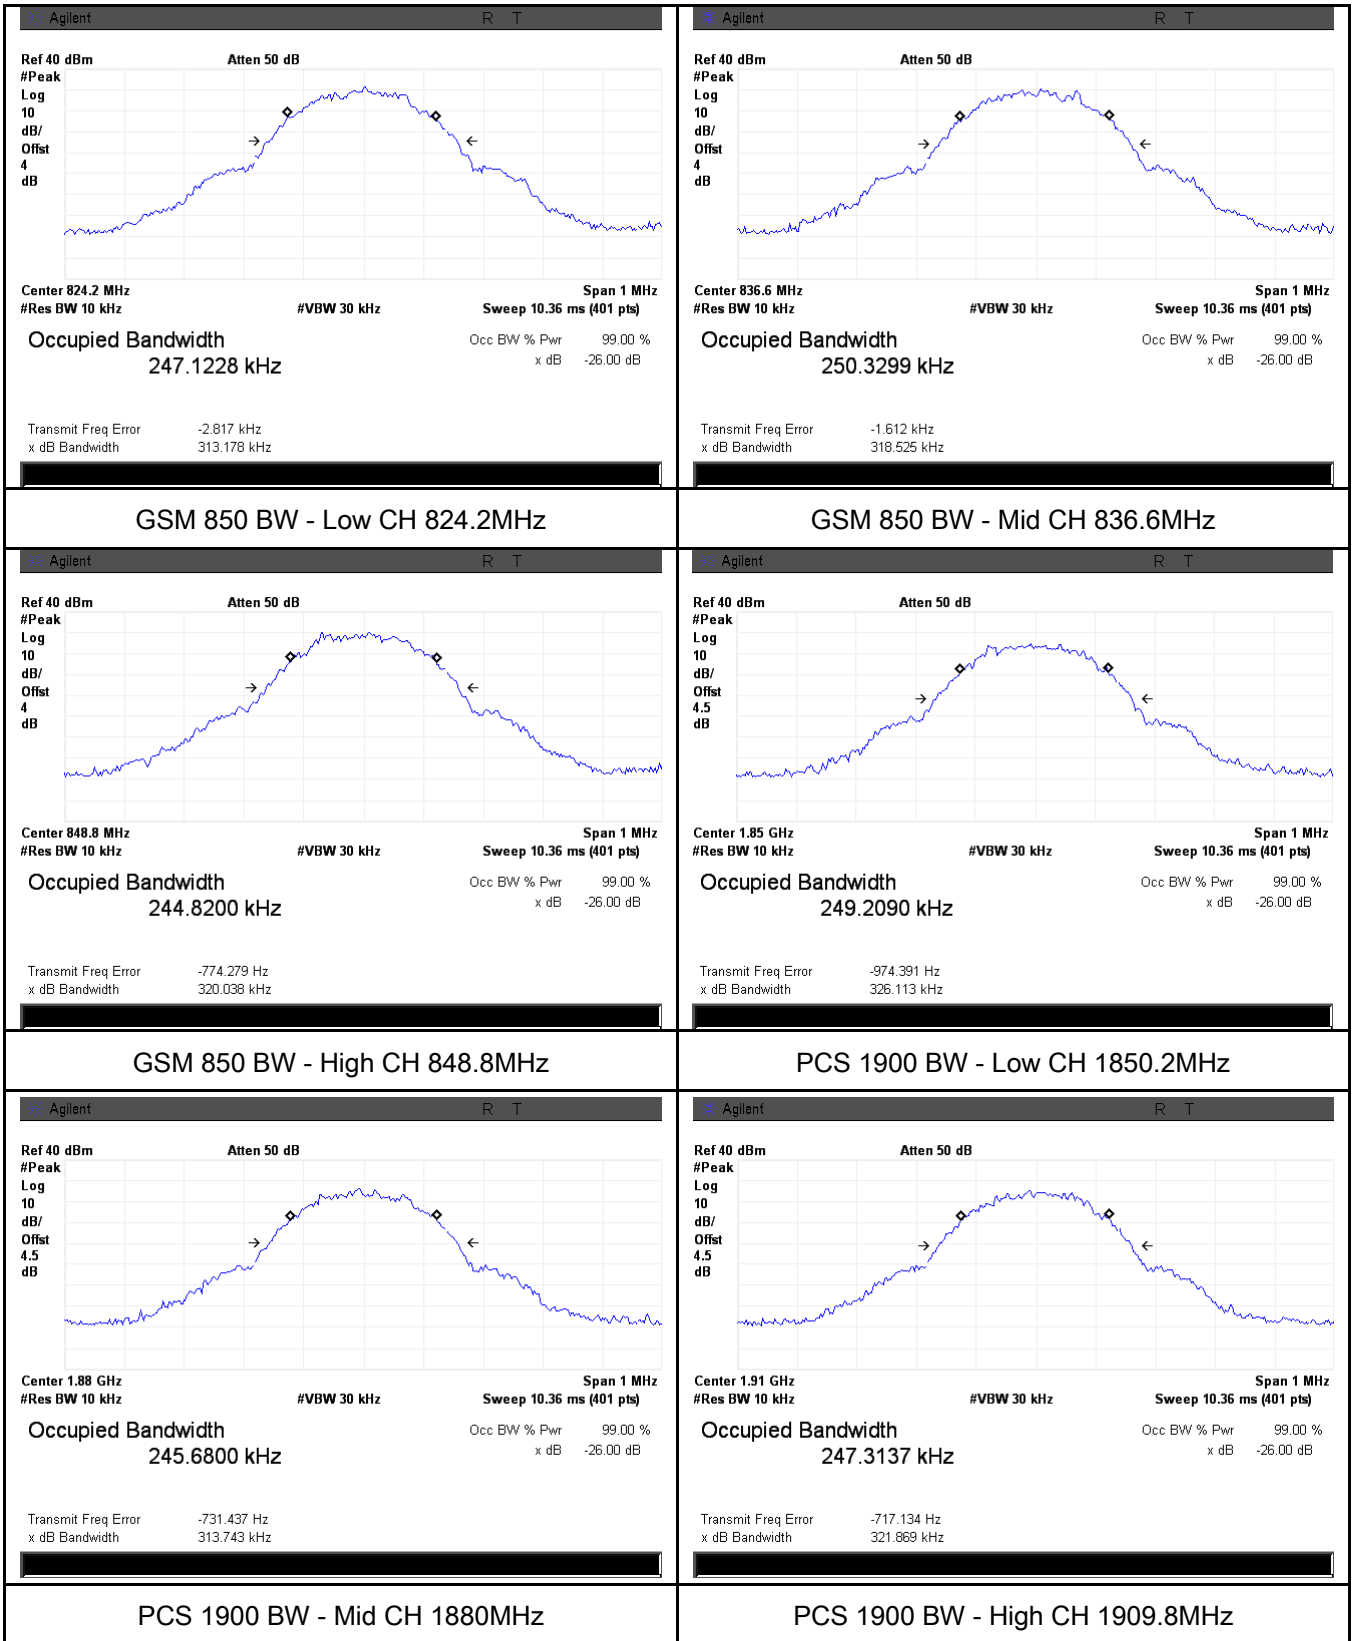 Agilent R T
Ref 40 dBm Atten 50 dB
#Peak
Log
10
dB/
Offst
4
dB
Center 824.2 MHz Span 1 MHz
#Res BW 10 kHz #VBW 30 kHz Sweep 10.36 ms (401 pts)
Occupied Bandwidth Occ BW % Pwr 99.00 %
247.1228 kHz x dB -26.00 dB
Transmit Freq Error -2.817 kHz
x dB Bandwidth 313.178 kHz
GSM 850 BW - Low CH 824.2MHz
Agilent R T
Ref 40 dBm Atten 50 dB
#Peak
Log
10
dB/
Offst
4
dB
Center 836.6 MHz Span 1 MHz
#Res BW 10 kHz #VBW 30 kHz Sweep 10.36 ms (401 pts)
Occupied Bandwidth Occ BW % Pwr 99.00 %
250.3299 kHz x dB -26.00 dB
Transmit Freq Error -1.612 kHz
x dB Bandwidth 318.525 kHz
GSM 850 BW - Mid CH 836.6MHz
Agilent R T
Ref 40 dBm Atten 50 dB
#Peak
Log
10
dB/
Offst
4
dB
Center 848.8 MHz Span 1 MHz
#Res BW 10 kHz #VBW 30 kHz Sweep 10.36 ms (401 pts)
Occupied Bandwidth Occ BW % Pwr 99.00 %
244.8200 kHz x dB -26.00 dB
Transmit Freq Error -774.279 Hz
x dB Bandwidth 320.038 kHz
GSM 850 BW - High CH 848.8MHz
Agilent R T
Ref 40 dBm Atten 50 dB
#Peak
Log
10
dB/
Offst
4.5
dB
Center 1.85 GHz Span 1 MHz
#Res BW 10 kHz #VBW 30 kHz Sweep 10.36 ms (401 pts)
Occupied Bandwidth Occ BW % Pwr 99.00 %
249.2090 kHz x dB -26.00 dB
Transmit Freq Error -974.391 Hz
x dB Bandwidth 326.113 kHz
PCS 1900 BW - Low CH 1850.2MHz
Agilent R T
Ref 40 dBm Atten 50 dB
#Peak
Log
10
dB/
Offst
4.5
dB
Center 1.88 GHz Span 1 MHz
#Res BW 10 kHz #VBW 30 kHz Sweep 10.36 ms (401 pts)
Occupied Bandwidth Occ BW % Pwr 99.00 %
245.6800 kHz x dB -26.00 dB
Transmit Freq Error -731.437 Hz
x dB Bandwidth 313.743 kHz
PCS 1900 BW - Mid CH 1880MHz
Agilent R T
Ref 40 dBm Atten 50 dB
#Peak
Log
10
dB/
Offst
4.5
dB
Center 1.91 GHz Span 1 MHz
#Res BW 10 kHz #VBW 30 kHz Sweep 10.36 ms (401 pts)
Occupied Bandwidth Occ BW % Pwr 99.00 %
247.3137 kHz x dB -26.00 dB
Transmit Freq Error -717.134 Hz
x dB Bandwidth 321.869 kHz
PCS 1900 BW - High CH 1909.8MHz